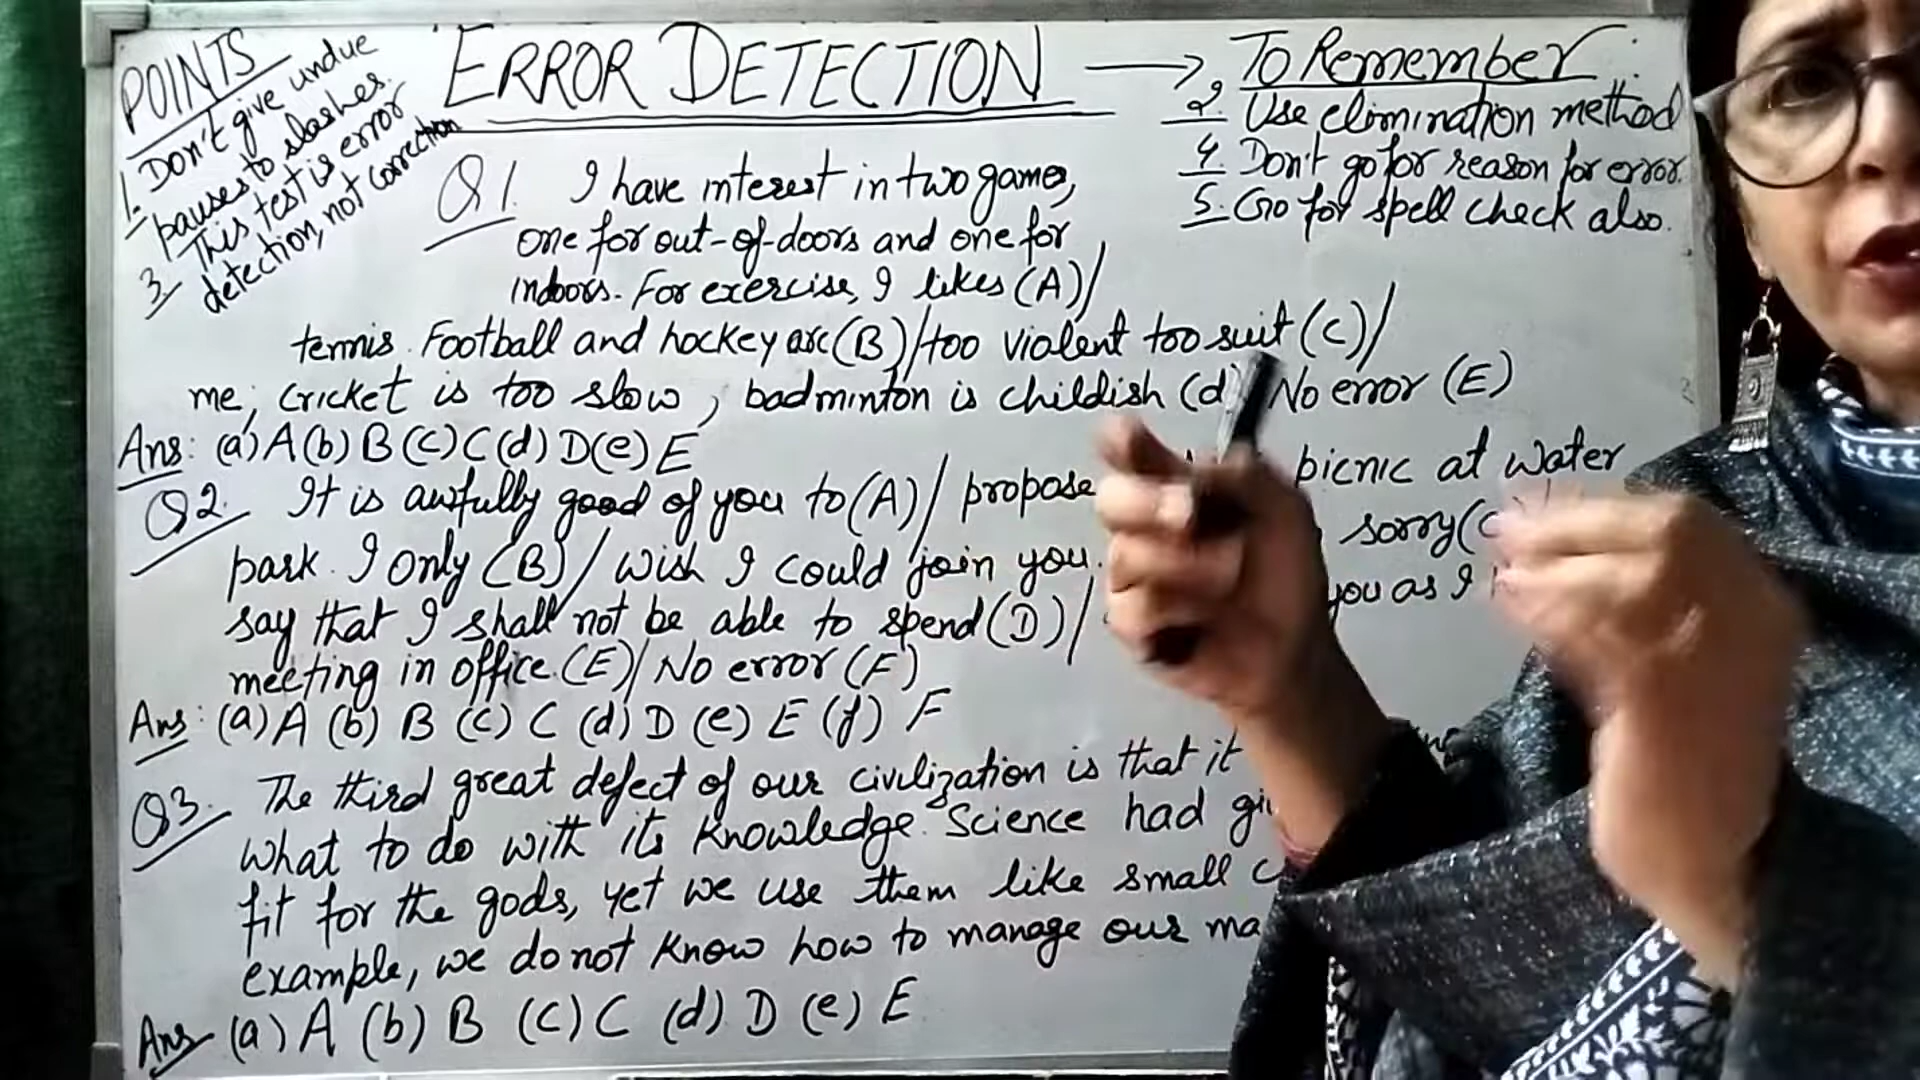 POINTS
1. Don't give undue
pauses to slashes.
3. This test is error
detection, not correction
ERROR DETECTION → To Remember:
2. Use elimination method
4. Don't go for reason for error.
5. Go for spell check also.
Q1. I have interest in two games,
one for out-of-doors and one for
indoors. For exercise, I likes (A)/
tennis. Football and hockey are (B)/too violent too suit (C)/
me; cricket is too slow, badminton is childish (d) No error (E)
Ans: (a) A (b) B (c) C (d) D (e) E
Q2. It is awfully good of you to (A)/ propose picnic at water
park. I only (B)/ wish I could join you. sorry (
say that I shall not be able to spend (D)/ you as I
meeting in office. (E)/ No error (F)
Ans: (a) A (b) B (c) C (d) D (e) E (f) F
Q3. The third great defect of our civilization is that it
what to do with its knowledge. Science had
fit for the gods, yet we use them like small
example, we do not know how to manage our
Ans (a) A (b) B (c) C (d) D (e) E